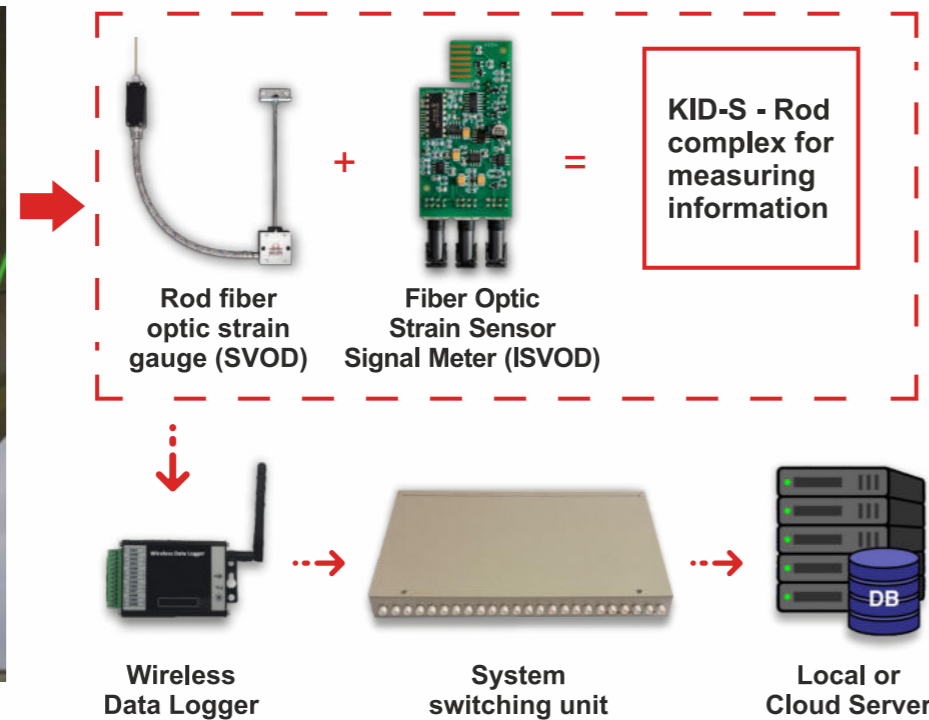 +
=
KID-S - Rod
complex for
measuring
information
Rod fiber
optic strain
gauge (SVOD)
Fiber Optic
Strain Sensor
Signal Meter (ISVOD)
Wireless Data Logger
DB
Wireless
Data Logger
System
switching unit
Local or
Cloud Server